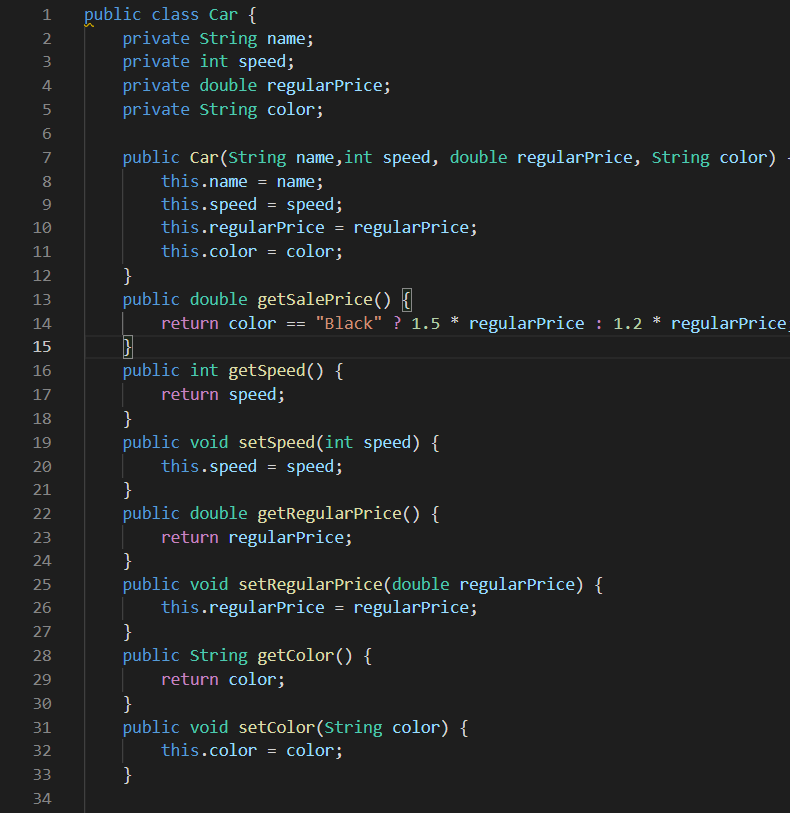 1 public class Car {
2 private String name;
3 private int speed;
4 private double regularPrice;
5 private String color;
6
7 public Car(String name,int speed, double regularPrice, String color)
8 this.name = name;
9 this.speed = speed;
10 this.regularPrice = regularPrice;
11 this.color = color;
12 }
13 public double getSalePrice() {
14 return color == "Black" ? 1.5 * regularPrice : 1.2 * regularPrice;
15 }
16 public int getSpeed() {
17 return speed;
18 }
19 public void setSpeed(int speed) {
20 this.speed = speed;
21 }
22 public double getRegularPrice() {
23 return regularPrice;
24 }
25 public void setRegularPrice(double regularPrice) {
26 this.regularPrice = regularPrice;
27 }
28 public String getColor() {
29 return color;
30 }
31 public void setColor(String color) {
32 this.color = color;
33 }
34